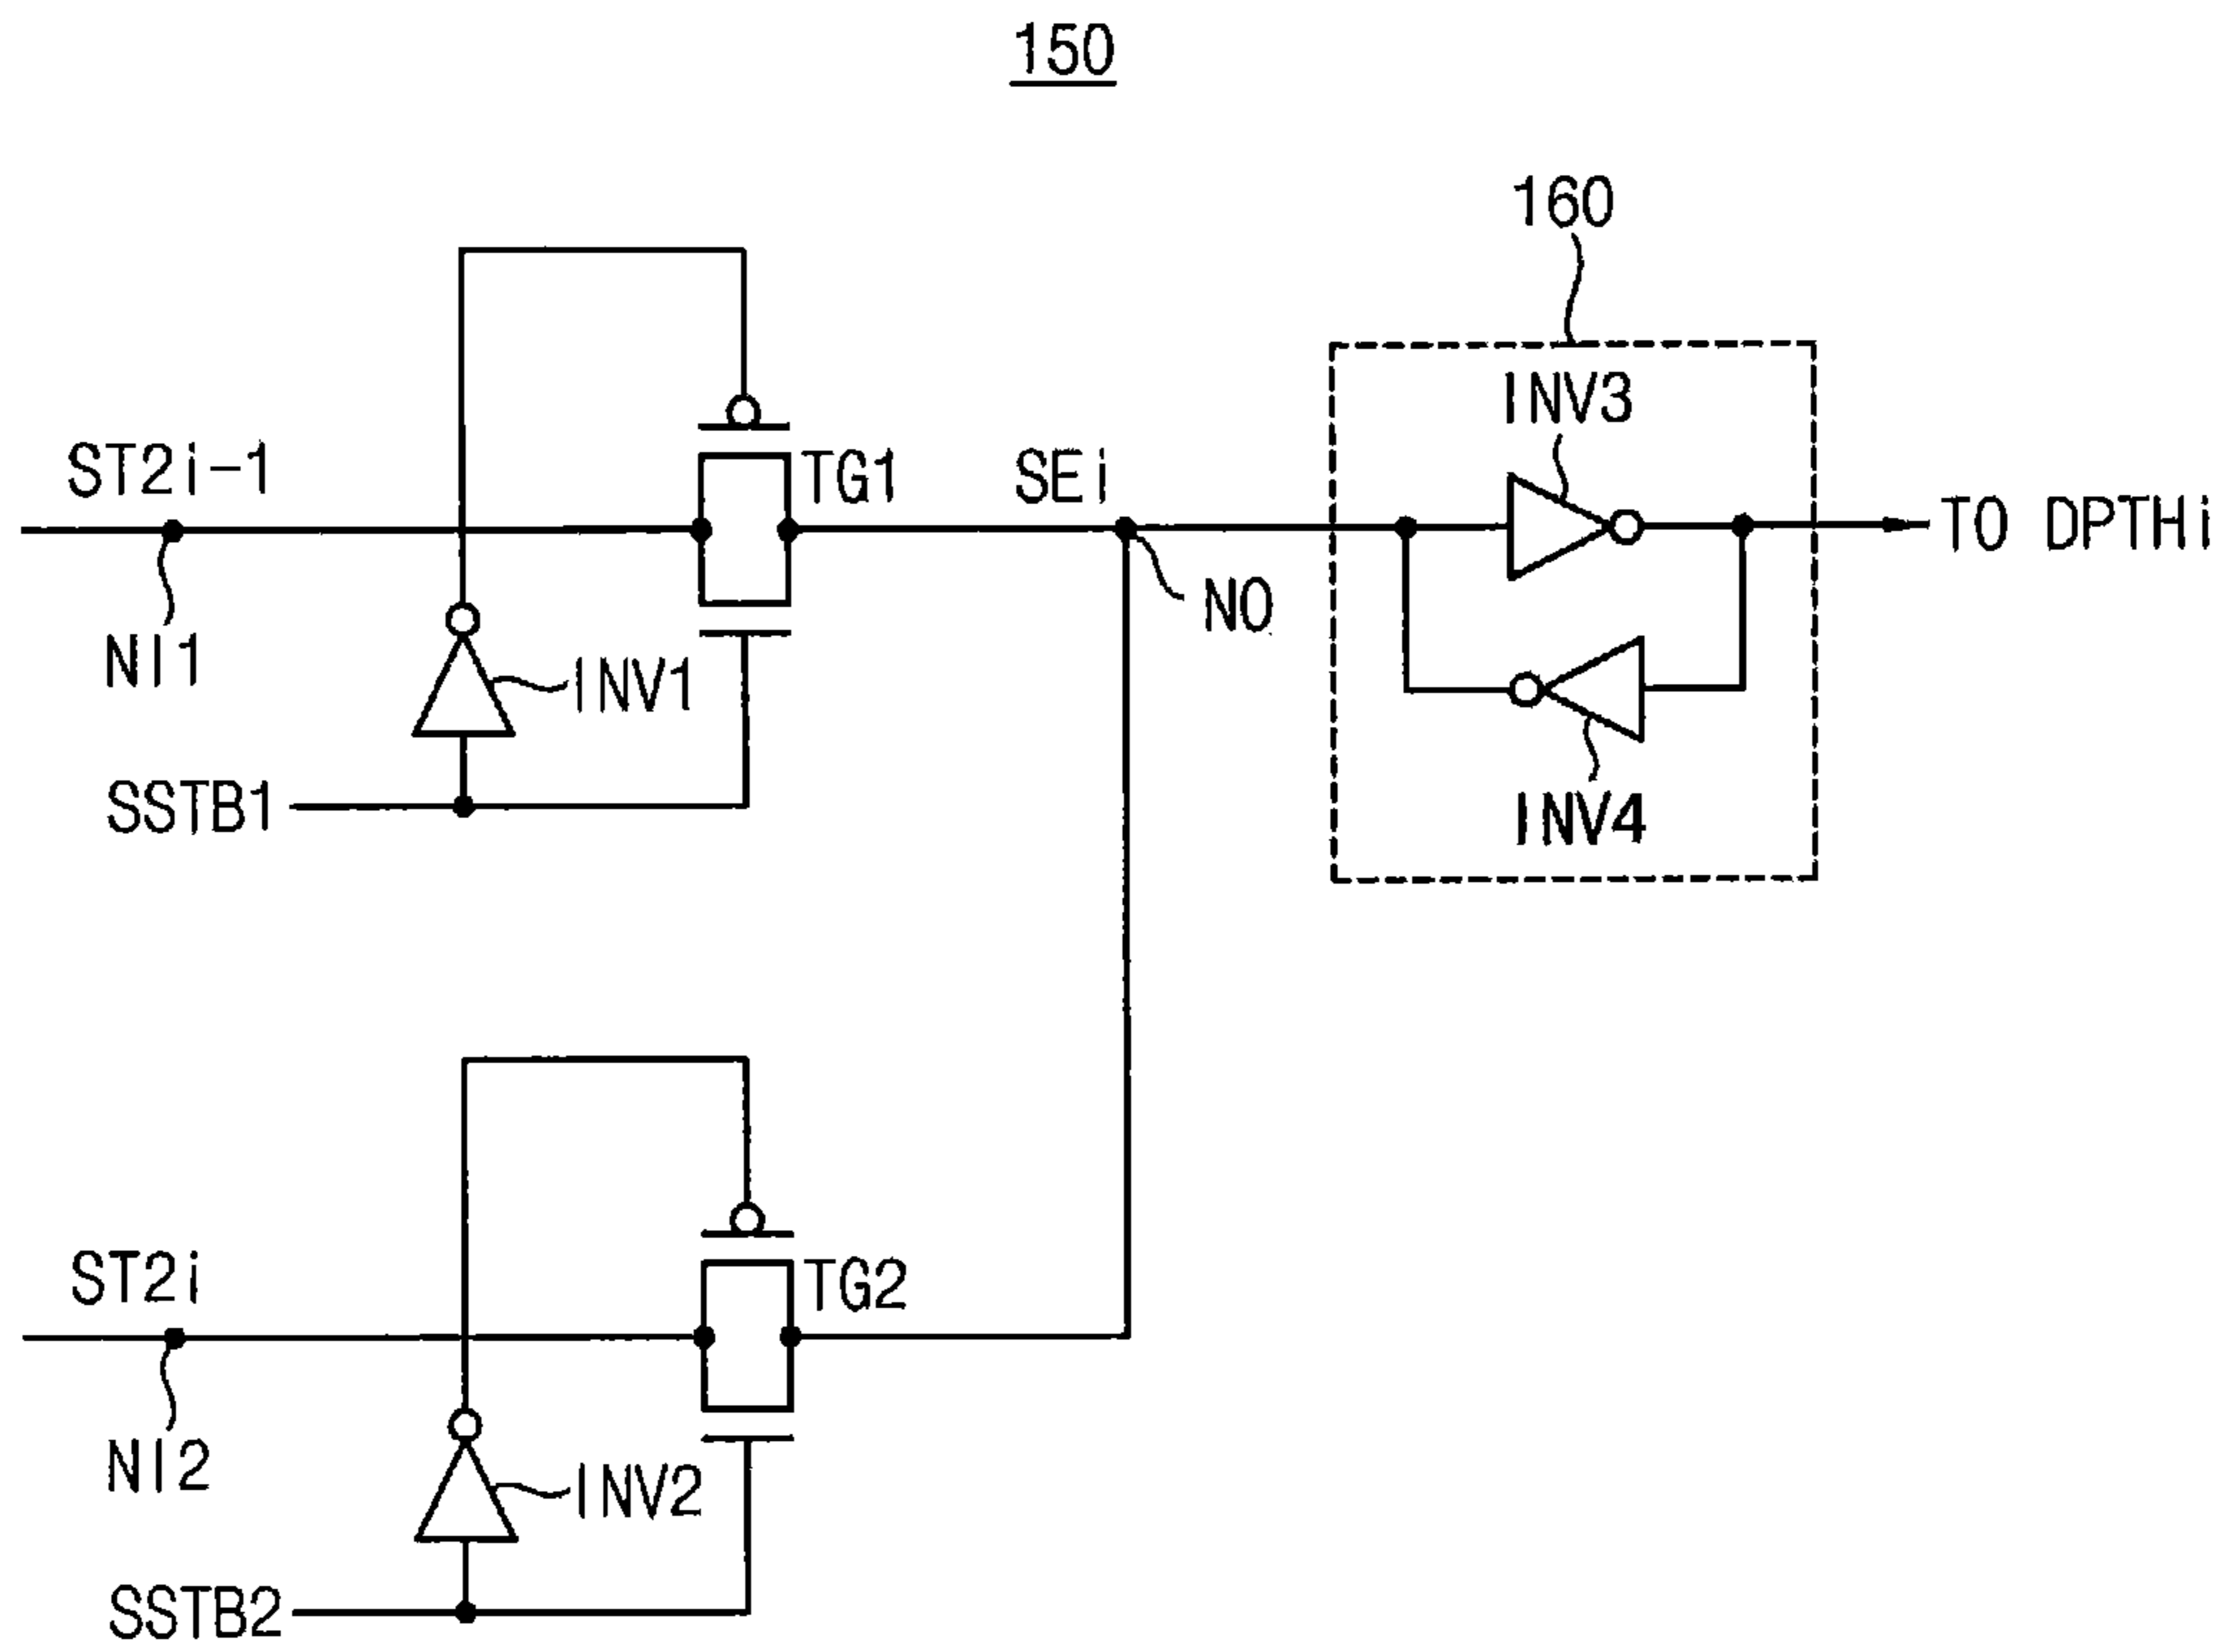 150
160
INV3
ST2i-1
TG1
SEi
TO DPTHi
NO
NI1
INV1
SSTB1
INV4
ST2i
TG2
NI2
INV2
SSTB2